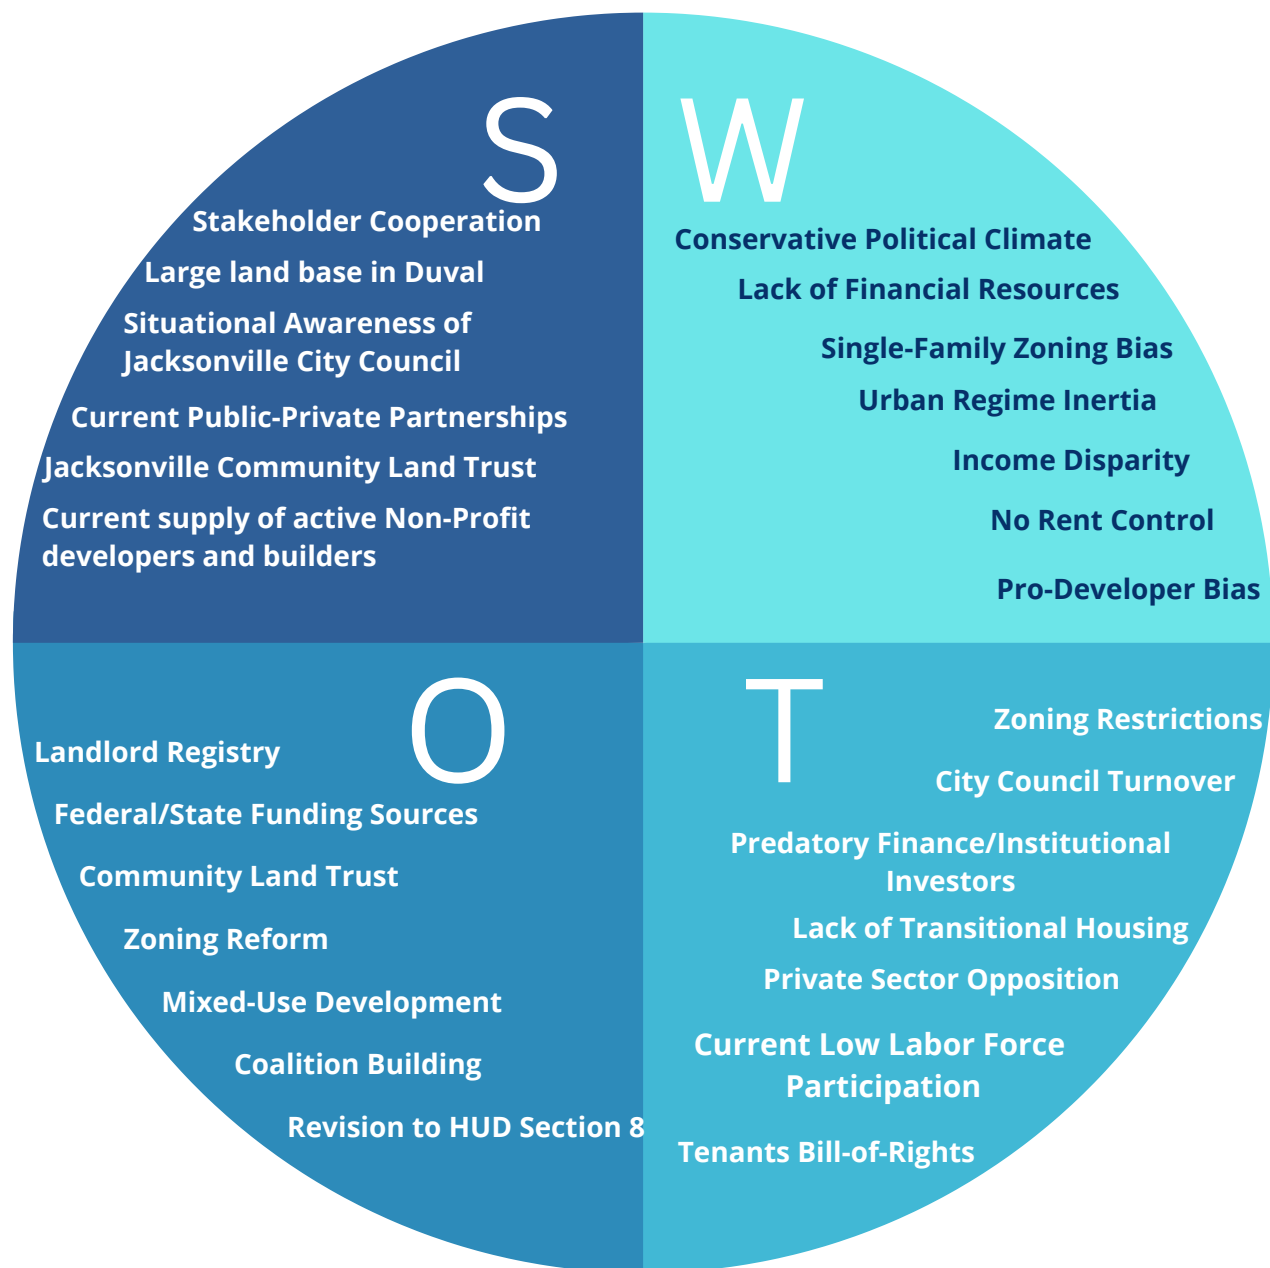 S
Stakeholder Cooperation
Large land base in Duval
Situational Awareness of
Jacksonville City Council
Current Public-Private Partnerships
Jacksonville Community Land Trust
Current supply of active Non-Profit
developers and builders
W
Conservative Political Climate
Lack of Financial Resources
Single-Family Zoning Bias
Urban Regime Inertia
Income Disparity
No Rent Control
Pro-Developer Bias
O
Landlord Registry
Federal/State Funding Sources
Community Land Trust
Zoning Reform
Mixed-Use Development
Coalition Building
Revision to HUD Section 8
T
Zoning Restrictions
City Council Turnover
Predatory Finance/Institutional
Investors
Lack of Transitional Housing
Private Sector Opposition
Current Low Labor Force
Participation
Tenants Bill-of-Rights